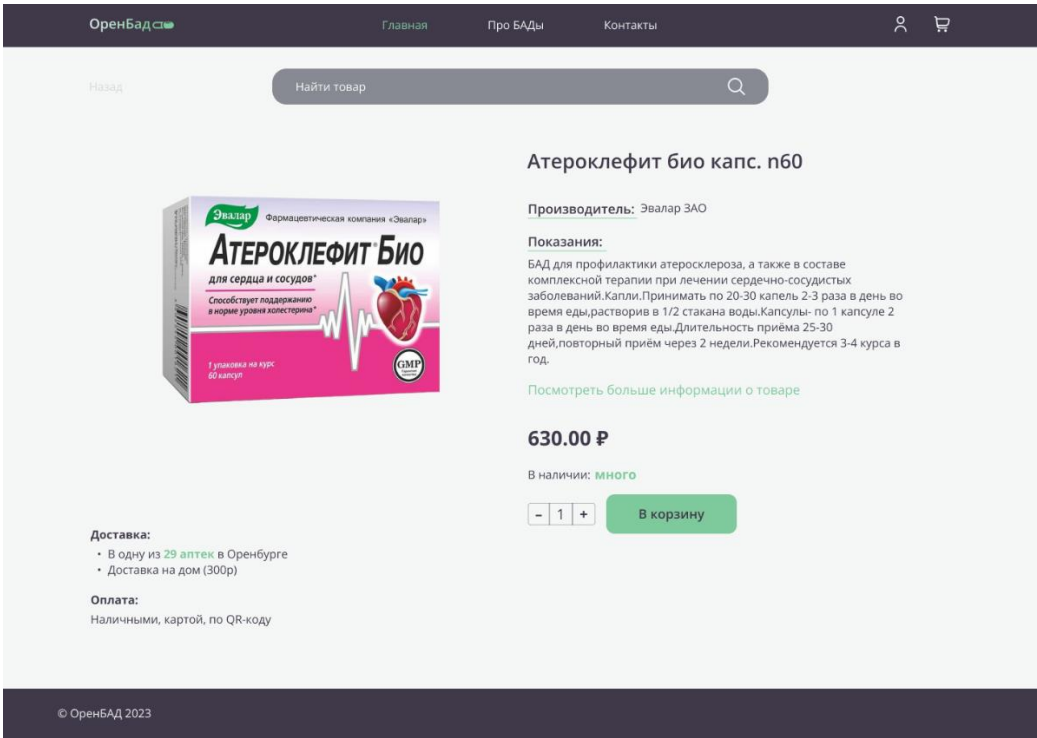 ОренБад
Главная
Про БАДы
Контакты
Назад
Найти товар
Атероклефит био капс. n60
Производитель: Эвалар ЗАО
Показания:
БАД для профилактики атеросклероза, а также в составе
комплексной терапии при лечении сердечно-сосудистых
заболеваний.Капли.Принимать по 20-30 капель 2-3 раза в день во
время еды,растворив в 1/2 стакана воды.Капсулы- по 1 капсуле 2
раза в день во время еды.Длительность приёма 25-30
дней,повторный приём через 2 недели.Рекомендуется 3-4 курса в
год.
Посмотреть больше информации о товаре
630.00 ₽
В наличии: много
– 1 +
В корзину
Эвалар
Фармацевтическая компания «Эвалар»
АТЕРОКЛЕФИТ® БИО
для сердца и сосудов*
Способствует поддержанию
в норме уровня холестерина*
1 упаковка на курс
60 капсул
GMP
Доставка:
• В одну из 29 аптек в Оренбурге
• Доставка на дом (300р)
Оплата:
Наличными, картой, по QR-коду
© ОренБАД 2023